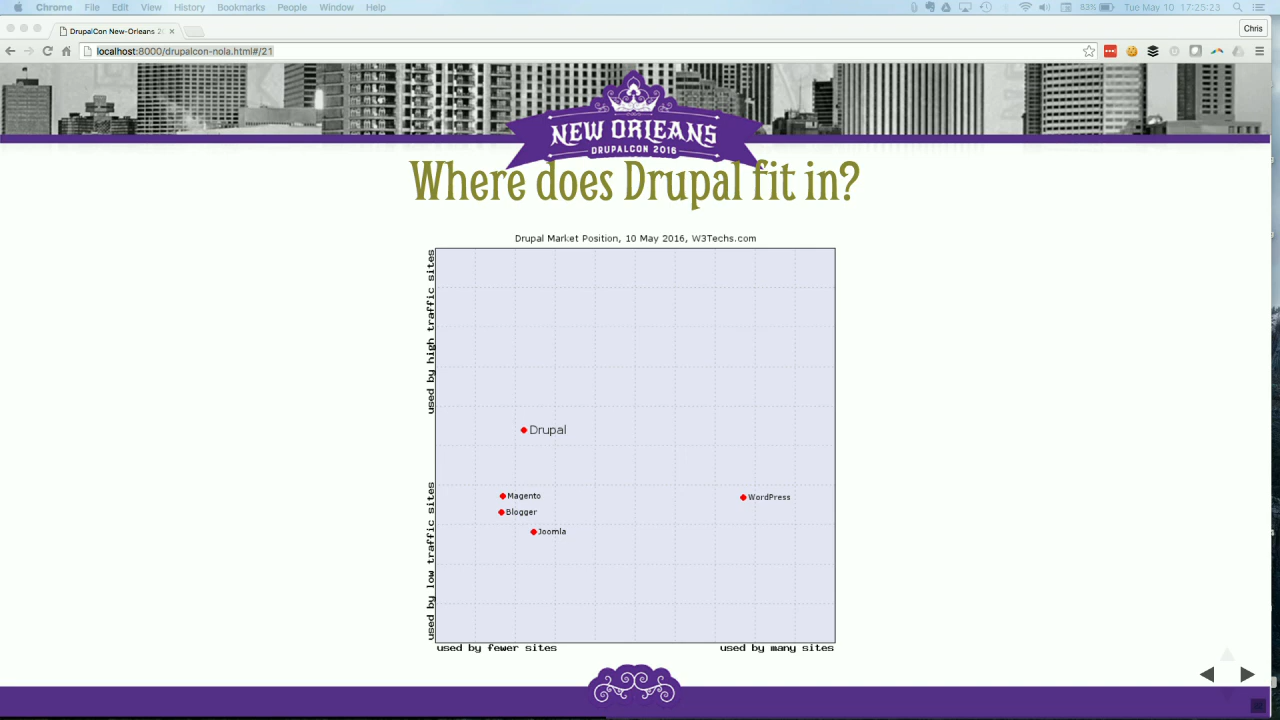 Chrome File Edit View History Bookmarks People Window Help 83% Tue May 10 17:25:23
DrupalCon New-Orleans 2
Chris
localhost:8000/drupalcon-nola.html#/21
NEW ORLEANS
DRUPALCON 2016
Where does Drupal fit in?
Drupal Market Position, 10 May 2016, W3Techs.com
used by high traffic sites
Drupal
Magento
WordPress
Blogger
Joomla
used by low traffic sites
used by fewer sites
used by many sites